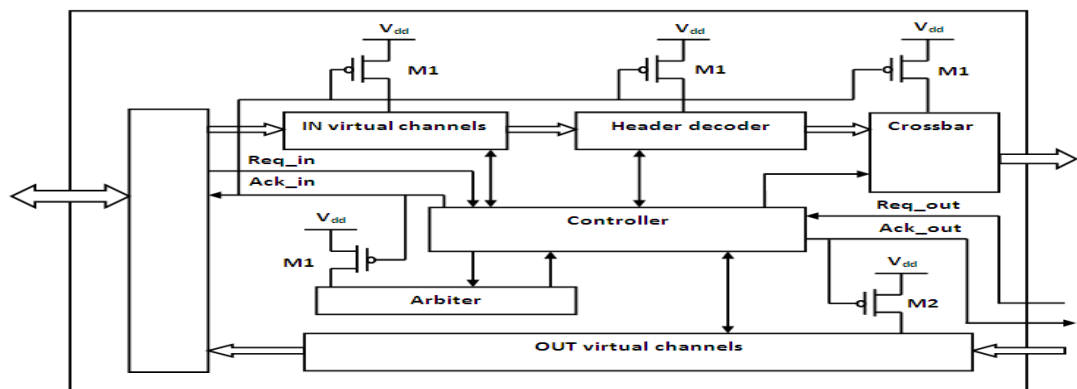 Vdd
Vdd
Vdd
M1
M1
M1
IN virtual channels
Header decoder
Crossbar
Req_in
Ack_in
Req_out
Vdd
Controller
Ack_out
M1
Vdd
Arbiter
M2
OUT virtual channels